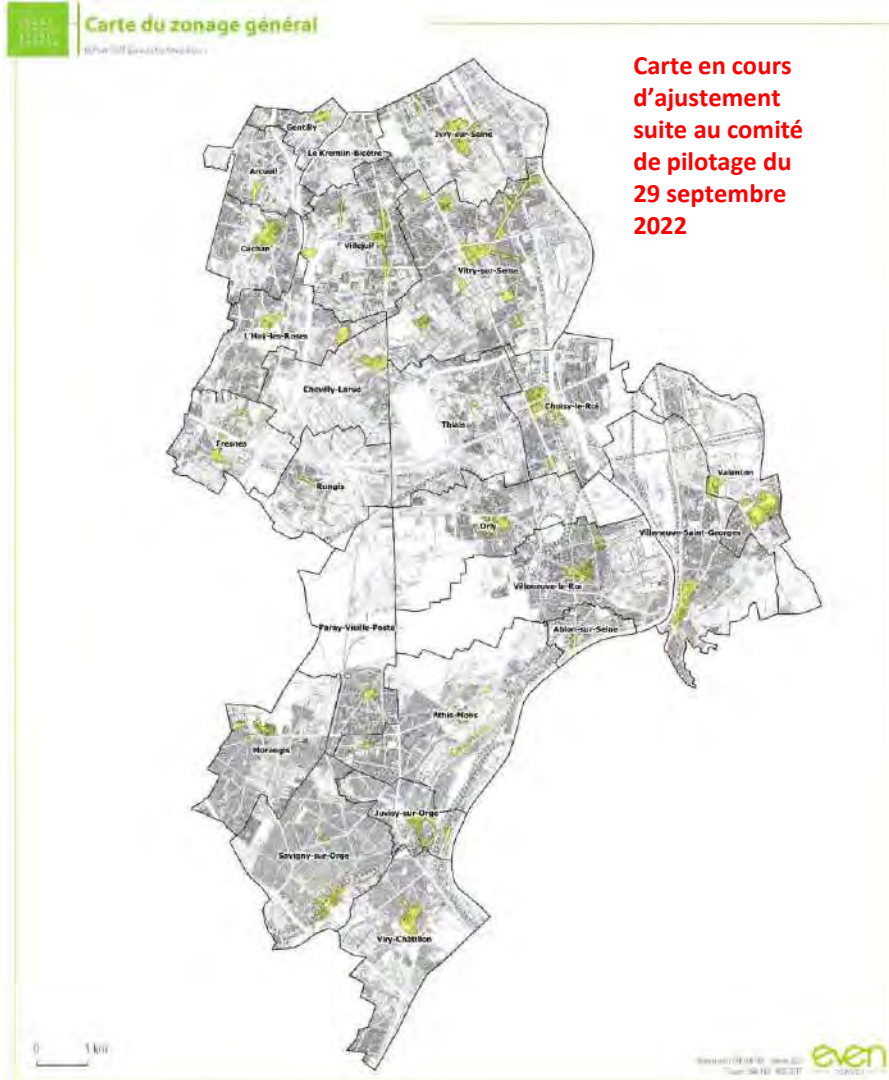 Carte du zonage général
Carte en cours
d'ajustement
suite au comité
de pilotage du
29 septembre
2022
Gentilly
Ivry-sur-Seine
Le Kremlin-Bicêtre
Arcueil
Cachan
Villejuif
Vitry-sur-Seine
L'Haÿ-les-Roses
Chevilly-Larue
Choisy-le-Roi
Thiais
Fresnes
Rungis
Valenton
Orly
Villeneuve-Saint-Georges
Villeneuve-le-Roi
Paray-Vieille-Poste
Ablon-sur-Seine
Athis-Mons
Morangis
Juvisy-sur-Orge
Savigny-sur-Orge
Viry-Châtillon
0 1 km
even